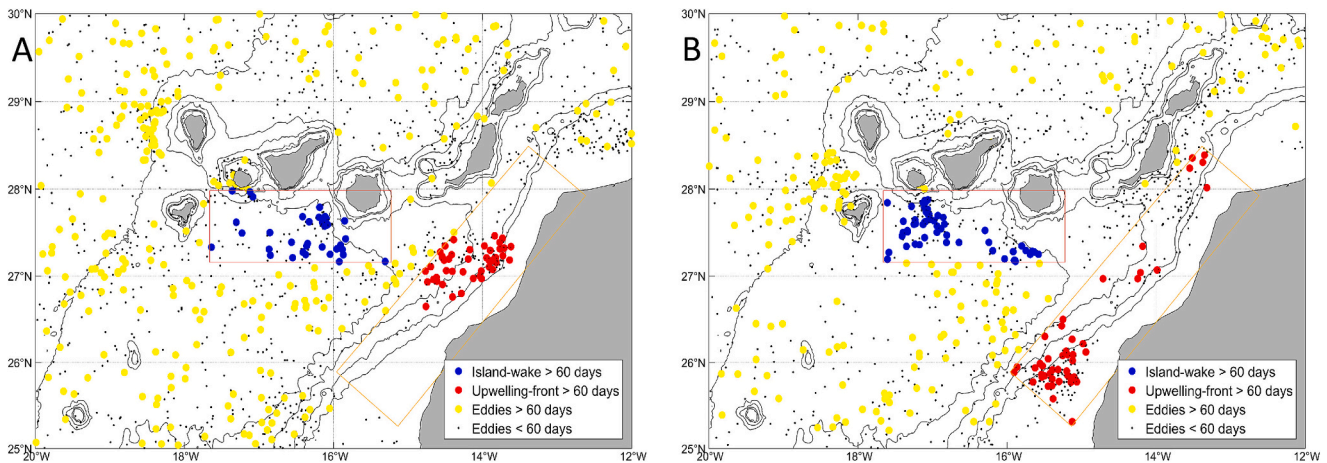 A
30°N
29°N
28°N
27°N
26°N
25°N
20°W
18°W
16°W
14°W
12°W
Island-wake > 60 days
Upwelling-front > 60 days
Eddies > 60 days
Eddies < 60 days
B
30°N
29°N
28°N
27°N
26°N
25°N
20°W
18°W
16°W
14°W
12°W
Island-wake > 60 days
Upwelling-front > 60 days
Eddies > 60 days
Eddies < 60 days